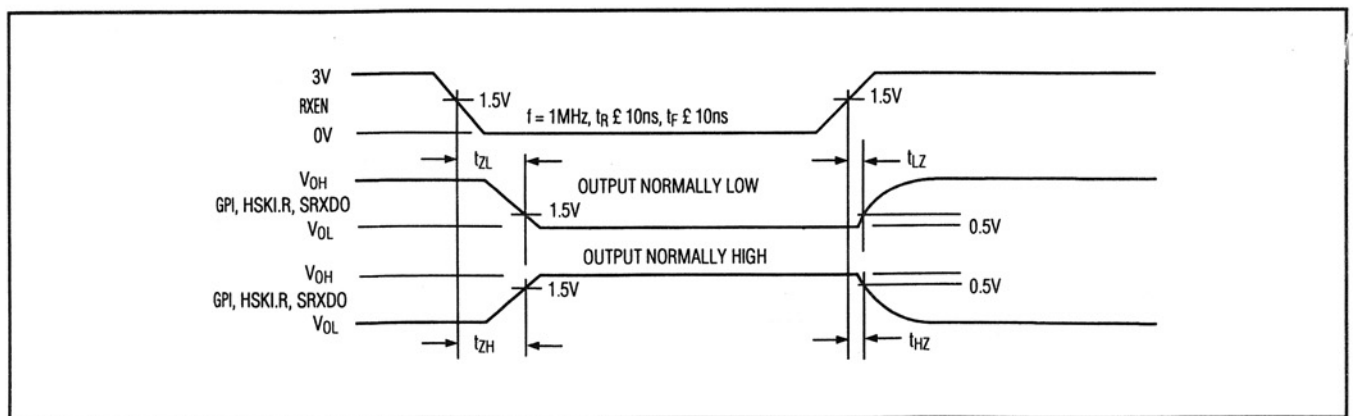 3V
RXEN
1.5V
1.5V
0V
f = 1MHz, tR £ 10ns, tF £ 10ns
tZL
tLZ
VOH
OUTPUT NORMALLY LOW
GPI, HSKI.R, SRXDO
1.5V
VOL
0.5V
VOH
OUTPUT NORMALLY HIGH
GPI, HSKI.R, SRXDO
1.5V
0.5V
VOL
tZH
tHZ